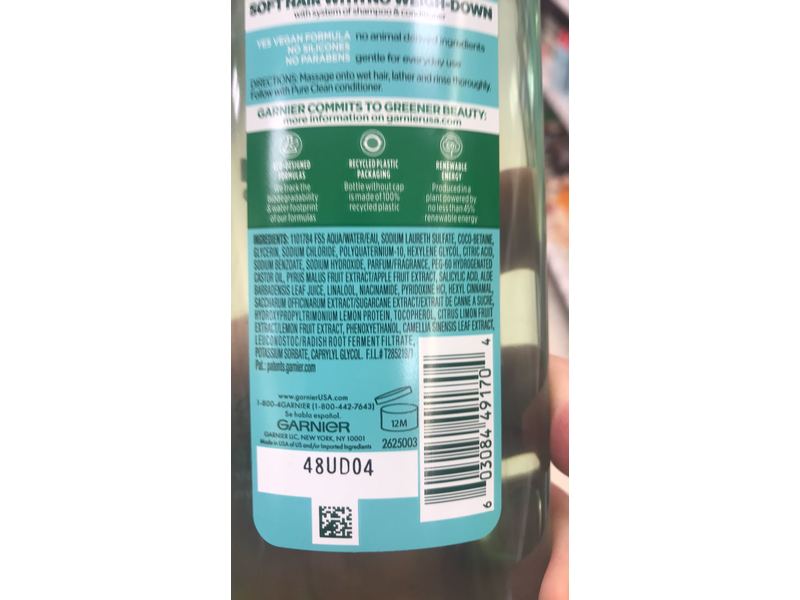 SOFT HAIR WITH NO WEIGH-DOWN
with system of shampoo & conditioner
YES VEGAN FORMULA no animal derived ingredients
NO SILICONES
NO PARABENS gentle for everyday use
DIRECTIONS: Massage onto wet hair, lather and rinse thoroughly.
Follow with Pure Clean conditioner.
GARNIER COMMITS TO GREENER BEAUTY:
more information on garnierusa.com
ECO-DESIGNED
FORMULAS
We track the
biodegradability
& water footprint
of our formulas
RECYCLED PLASTIC
PACKAGING
Bottle without cap
is made of 100%
recycled plastic
RENEWABLE
ENERGY
Produced in a
plant powered by
no less than 45%
renewable energy
INGREDIENTS: 1101784 FS5 AQUA/WATER/EAU, SODIUM LAURETH SULFATE, COCO-BETAINE,
GLYCERIN, SODIUM CHLORIDE, POLYQUATERNIUM-10, HEXYLENE GLYCOL, CITRIC ACID,
SODIUM BENZOATE, SODIUM HYDROXIDE, PARFUM/FRAGRANCE, PEG-60 HYDROGENATED
CASTOR OIL, PYRUS MALUS FRUIT EXTRACT/APPLE FRUIT EXTRACT, SALICYLIC ACID, ALOE
BARBADENSIS LEAF JUICE, LINALOOL, NIACINAMIDE, PYRIDOXINE HCl, HEXYL CINNAMAL,
SACCHARUM OFFICINARUM EXTRACT/SUGARCANE EXTRACT/EXTRAIT DE CANNE A SUCRE,
HYDROXYPROPYLTRIMONIUM LEMON PROTEIN, TOCOPHEROL, CITRUS LIMON FRUIT
EXTRACT/LEMON FRUIT EXTRACT, PHENOXYETHANOL, CAMELLIA SINENSIS LEAF EXTRACT,
LEUCONOSTOC/RADISH ROOT FERMENT FILTRATE,
POTASSIUM SORBATE, CAPRYLYL GLYCOL. F.I.L.# T285219/1
Pat.: patents.garnier.com
www.garnierUSA.com
1-800-4GARNIER (1-800-442-7643)
Se habla español.
GARNIER
GARNIER LLC, NEW YORK, NY 10001
Made in USA of US and/or Imported Ingredients
12M
2625003
48UD04
6 03084 49170 4